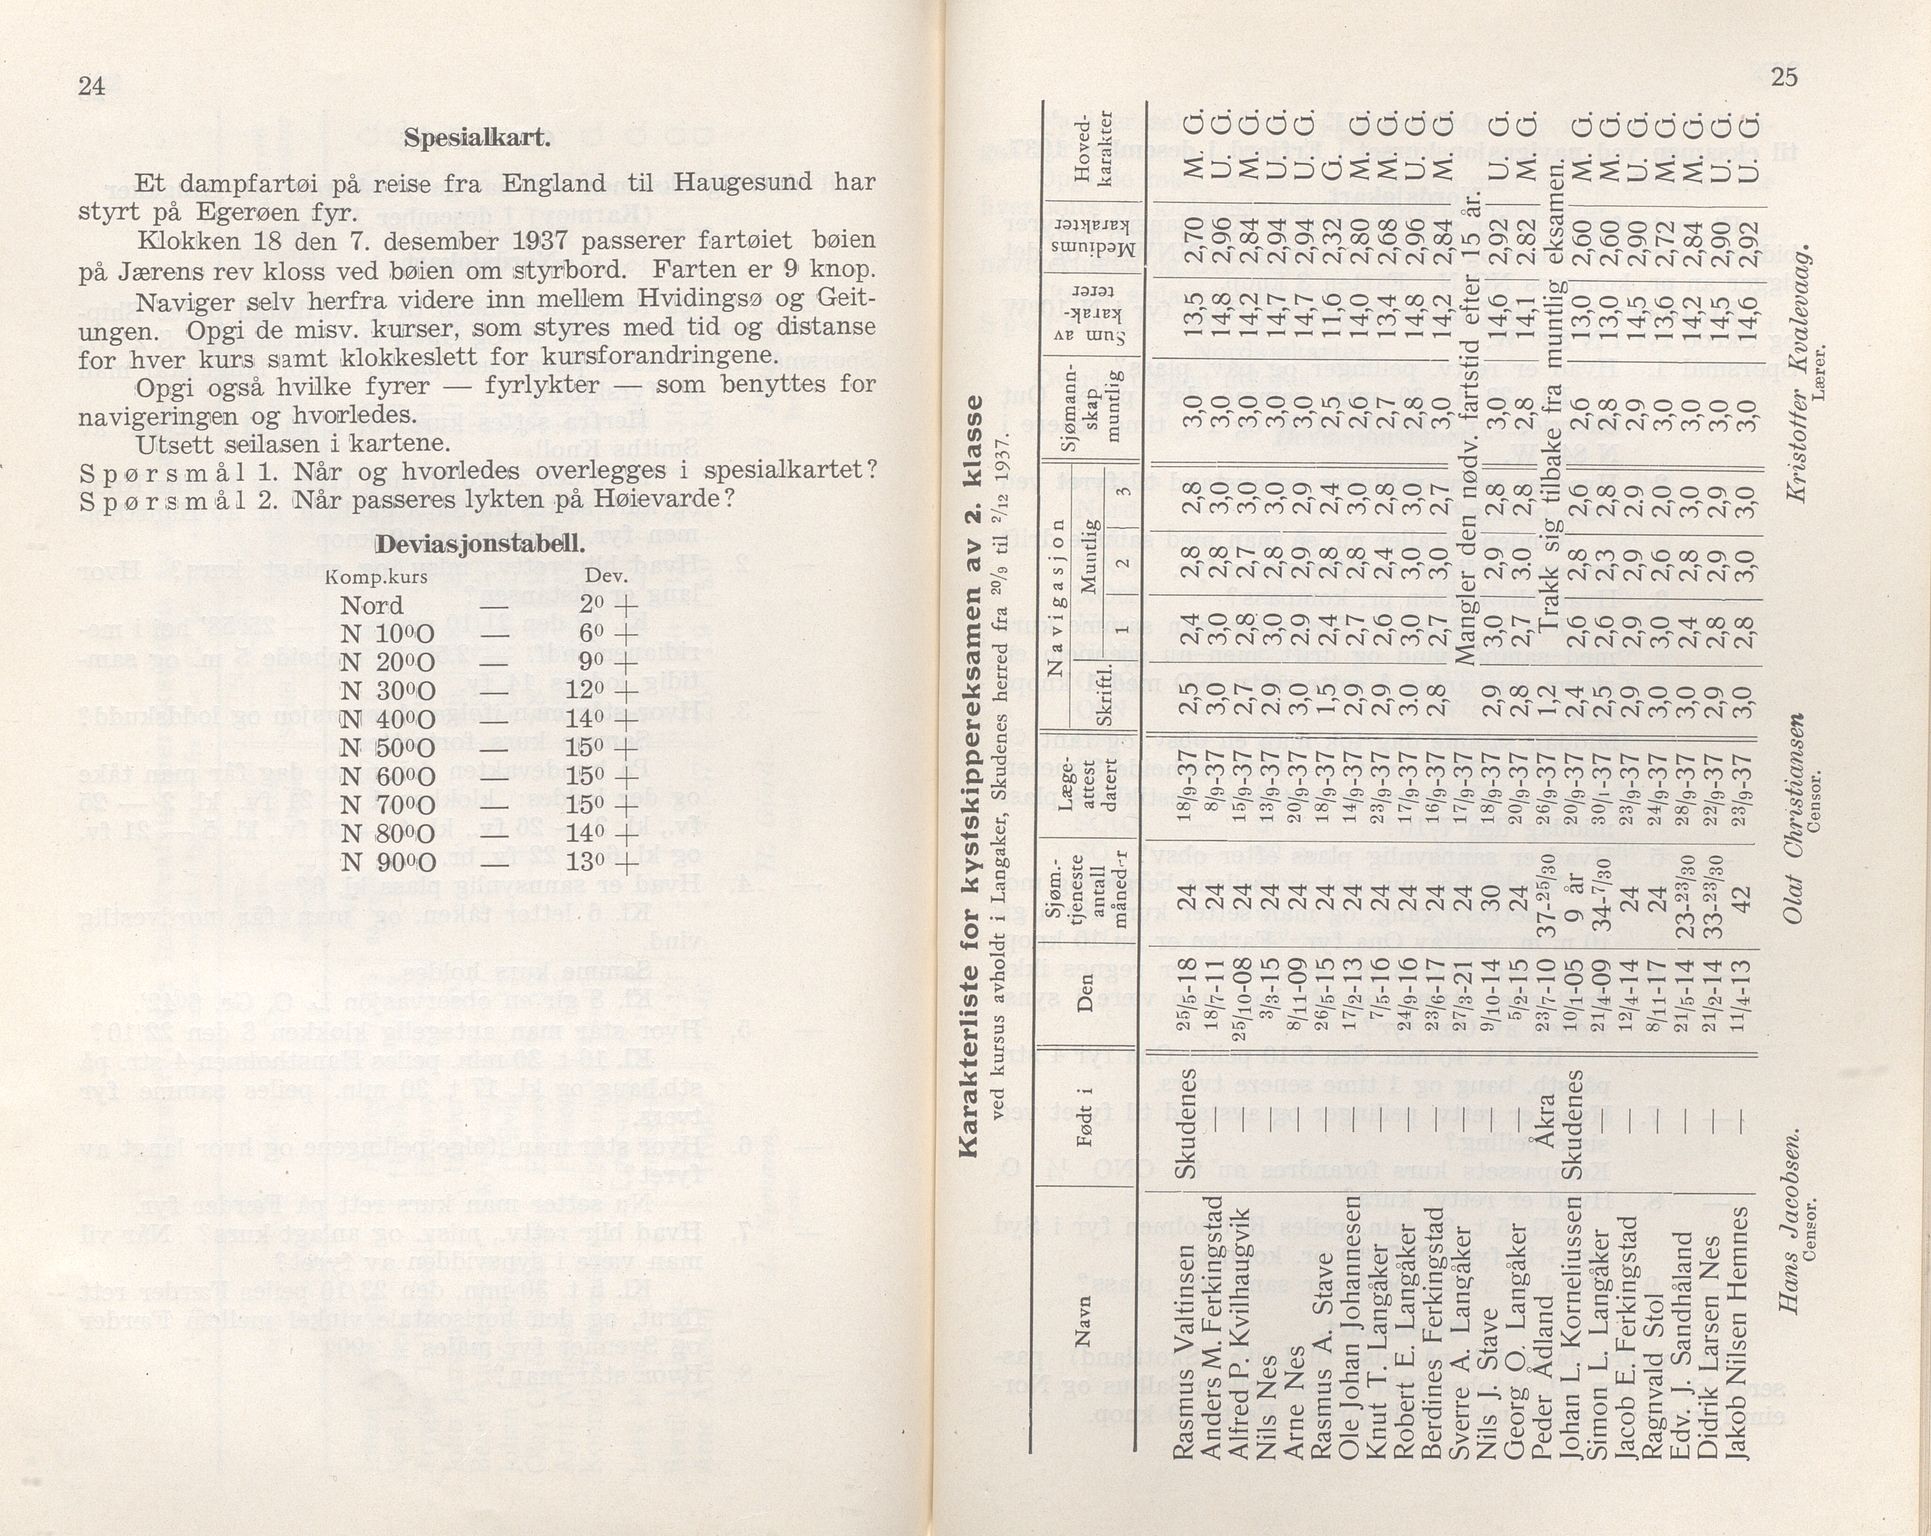 24
Spesialkart.
Et dampfartøi på reise fra England til Haugesund har
styrt på Egerøen fyr.
Klokken 18 den 7. desember 1937 passerer fartøiet bøien
på Jærens rev kloss ved bøien om styrbord. Farten er 9 knop.
Naviger selv herfra videre inn mellem Hvidingsø og Geit-
ungen. Opgi de misv. kurser, som styres med tid og distanse
for hver kurs samt klokkeslett for kursforandringene.
Opgi også hvilke fyrer — fyrlykter — som benyttes for
navigeringen og hvorledes.
Utsett seilasen i kartene.
Spørsmål 1. Når og hvorledes overlegges i spesialkartet?
Spørsmål 2. Når passeres lykten på Høievarde?
Deviasjonstabell.
Komp.kurs Dev.
Nord — 2° +
N 10°O — 6° +
N 20°O — 9° +
N 30°O — 12° +
N 40°O — 14° +
N 50°O — 15° +
N 60°O — 15° +
N 70°O — 15° +
N 80°O — 14° +
N 90°O — 13° +
25
Karakterliste for kystskippereksamen av 2. klasse
ved kursus avholdt i Langaker, Skudenes herred fra 20/9 til 2/12 1937.
Navn Født i Den Sjøm.-tjeneste antall måneder Læge-attest datert Navigasjon Skriftl. Muntlig 1 2 3 Sjømann-skap muntlig Sum av karak-terer Mediums karakter Hoved-karakter
Rasmus Valtinsen Skudenes 25/5-18 24 18/9-37 2,5 2,4 2,8 2,8 3,0 13,5 2,70 M. G.
Anders M. Ferkingstad — 18/7-11 24 8/9-37 3,0 3,0 2,8 3,0 3,0 14,8 2,96 U. G.
Alfred P. Kvilhaugvik — 25/10-08 24 15/9-37 2,7 2,8 2,7 3,0 3,0 14,2 2,84 M. G.
Nils Nes — 3/3-15 24 13/9-37 2,9 3,0 2,8 3,0 3,0 14,7 2,94 U. G.
Arne Nes — 8/11-09 24 20/9-37 3,0 2,9 2,9 2,9 3,0 14,7 2,94 U. G.
Rasmus A. Stave — 26/5-15 24 18/9-37 1,5 2,4 2,8 2,4 2,5 11,6 2,32 G.
Ole Johan Johannesen — 17/2-13 24 14/9-37 2,9 2,7 2,8 3,0 2,6 14,0 2,80 M. G.
Knut T. Langåker — 7/5-16 24 23/9-37 2,9 2,6 2,4 2,8 2,7 13,4 2,68 M. G.
Robert E. Langåker — 24/9-16 24 17/9-37 3,0 3,0 3,0 3,0 2,8 14,8 2,96 U. G.
Berdines Ferkingstad — 23/6-17 24 16/9-37 2,8 2,7 3,0 2,7 3,0 14,2 2,84 M. G.
Sverre A. Langåker — 27/3-21 24 17/9-37 Mangler den nødv. fartstid efter 15 år.
Nils J. Stave — 9/10-14 30 18/9-37 2,9 3,0 2,9 2,8 3,0 14,6 2,92 U. G.
Georg O. Langåker — 5/2-15 24 20/9-37 2,8 2,7 3.0 2,8 2,8 14,1 2,82 M. G.
Peder Ådland Åkra 23/7-10 37-25/30 26/9-37 1,2 Trakk sig tilbake fra muntlig eksamen.
Johan L. Korneliussen Skudenes 10/1-05 9 år 20/9-37 2,4 2,6 2,8 2,6 2,6 13,0 2,60 M. G.
Simon L. Langåker — 21/4-09 34-7/30 30/1-37 2,5 2,6 2,3 2,8 2,8 13,0 2,60 M. G.
Jacob E. Ferkingstad — 12/4-14 24 23/9-37 2,9 2,9 2,9 2.9 2,9 14,5 2,90 U. G.
Ragnvald Stol — 8/11-17 24 24/9-37 3,0 3,0 2,6 2,0 3,0 13,6 2,72 M. G.
Edv. J. Sandhåland — 21/5-14 23-23/30 28/9-37 3,0 2,4 2,8 3,0 3,0 14,2 2,84 M. G.
Didrik Larsen Nes — 21/2-14 33-23/30 22/9-37 2,9 2,8 2,9 2,9 3,0 14,5 2,90 U. G.
Jakob Nilsen Hemnes — 11/4-13 42 23/9-37 3,0 2,8 3,0 3,0 3,0 14,6 2,92 U. G.
Hans Jacobsen. Olat Christiansen Kristotter Kvalevaag.
Censor. Censor. Lærer.